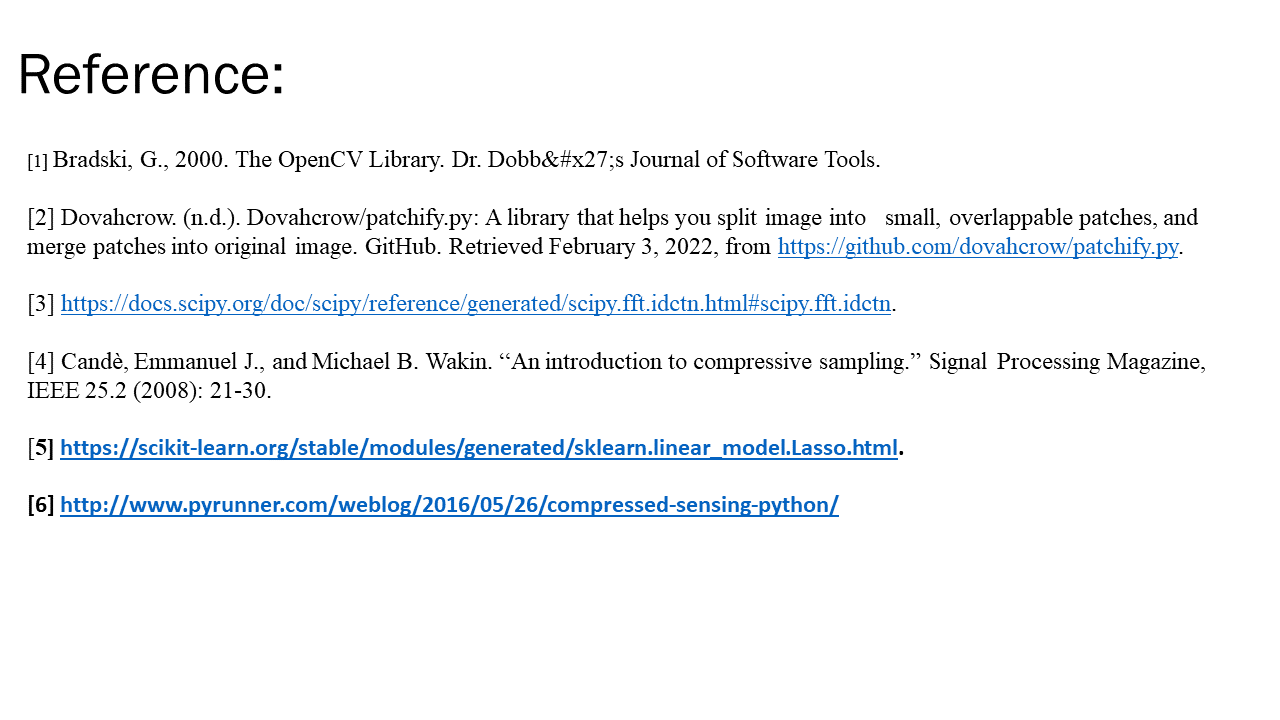 Reference:
[1] Bradski, G., 2000. The OpenCV Library. Dr. Dobb&#x27;s Journal of Software Tools.
[2] Dovahcrow. (n.d.). Dovahcrow/patchify.py: A library that helps you split image into small, overlappable patches, and
merge patches into original image. GitHub. Retrieved February 3, 2022, from https://github.com/dovahcrow/patchify.py.
[3] https://docs.scipy.org/doc/scipy/reference/generated/scipy.fft.idctn.html#scipy.fft.idctn.
[4] Candè, Emmanuel J., and Michael B. Wakin. “An introduction to compressive sampling.” Signal Processing Magazine,
IEEE 25.2 (2008): 21-30.
[5] https://scikit-learn.org/stable/modules/generated/sklearn.linear_model.Lasso.html.
[6] http://www.pyrunner.com/weblog/2016/05/26/compressed-sensing-python/